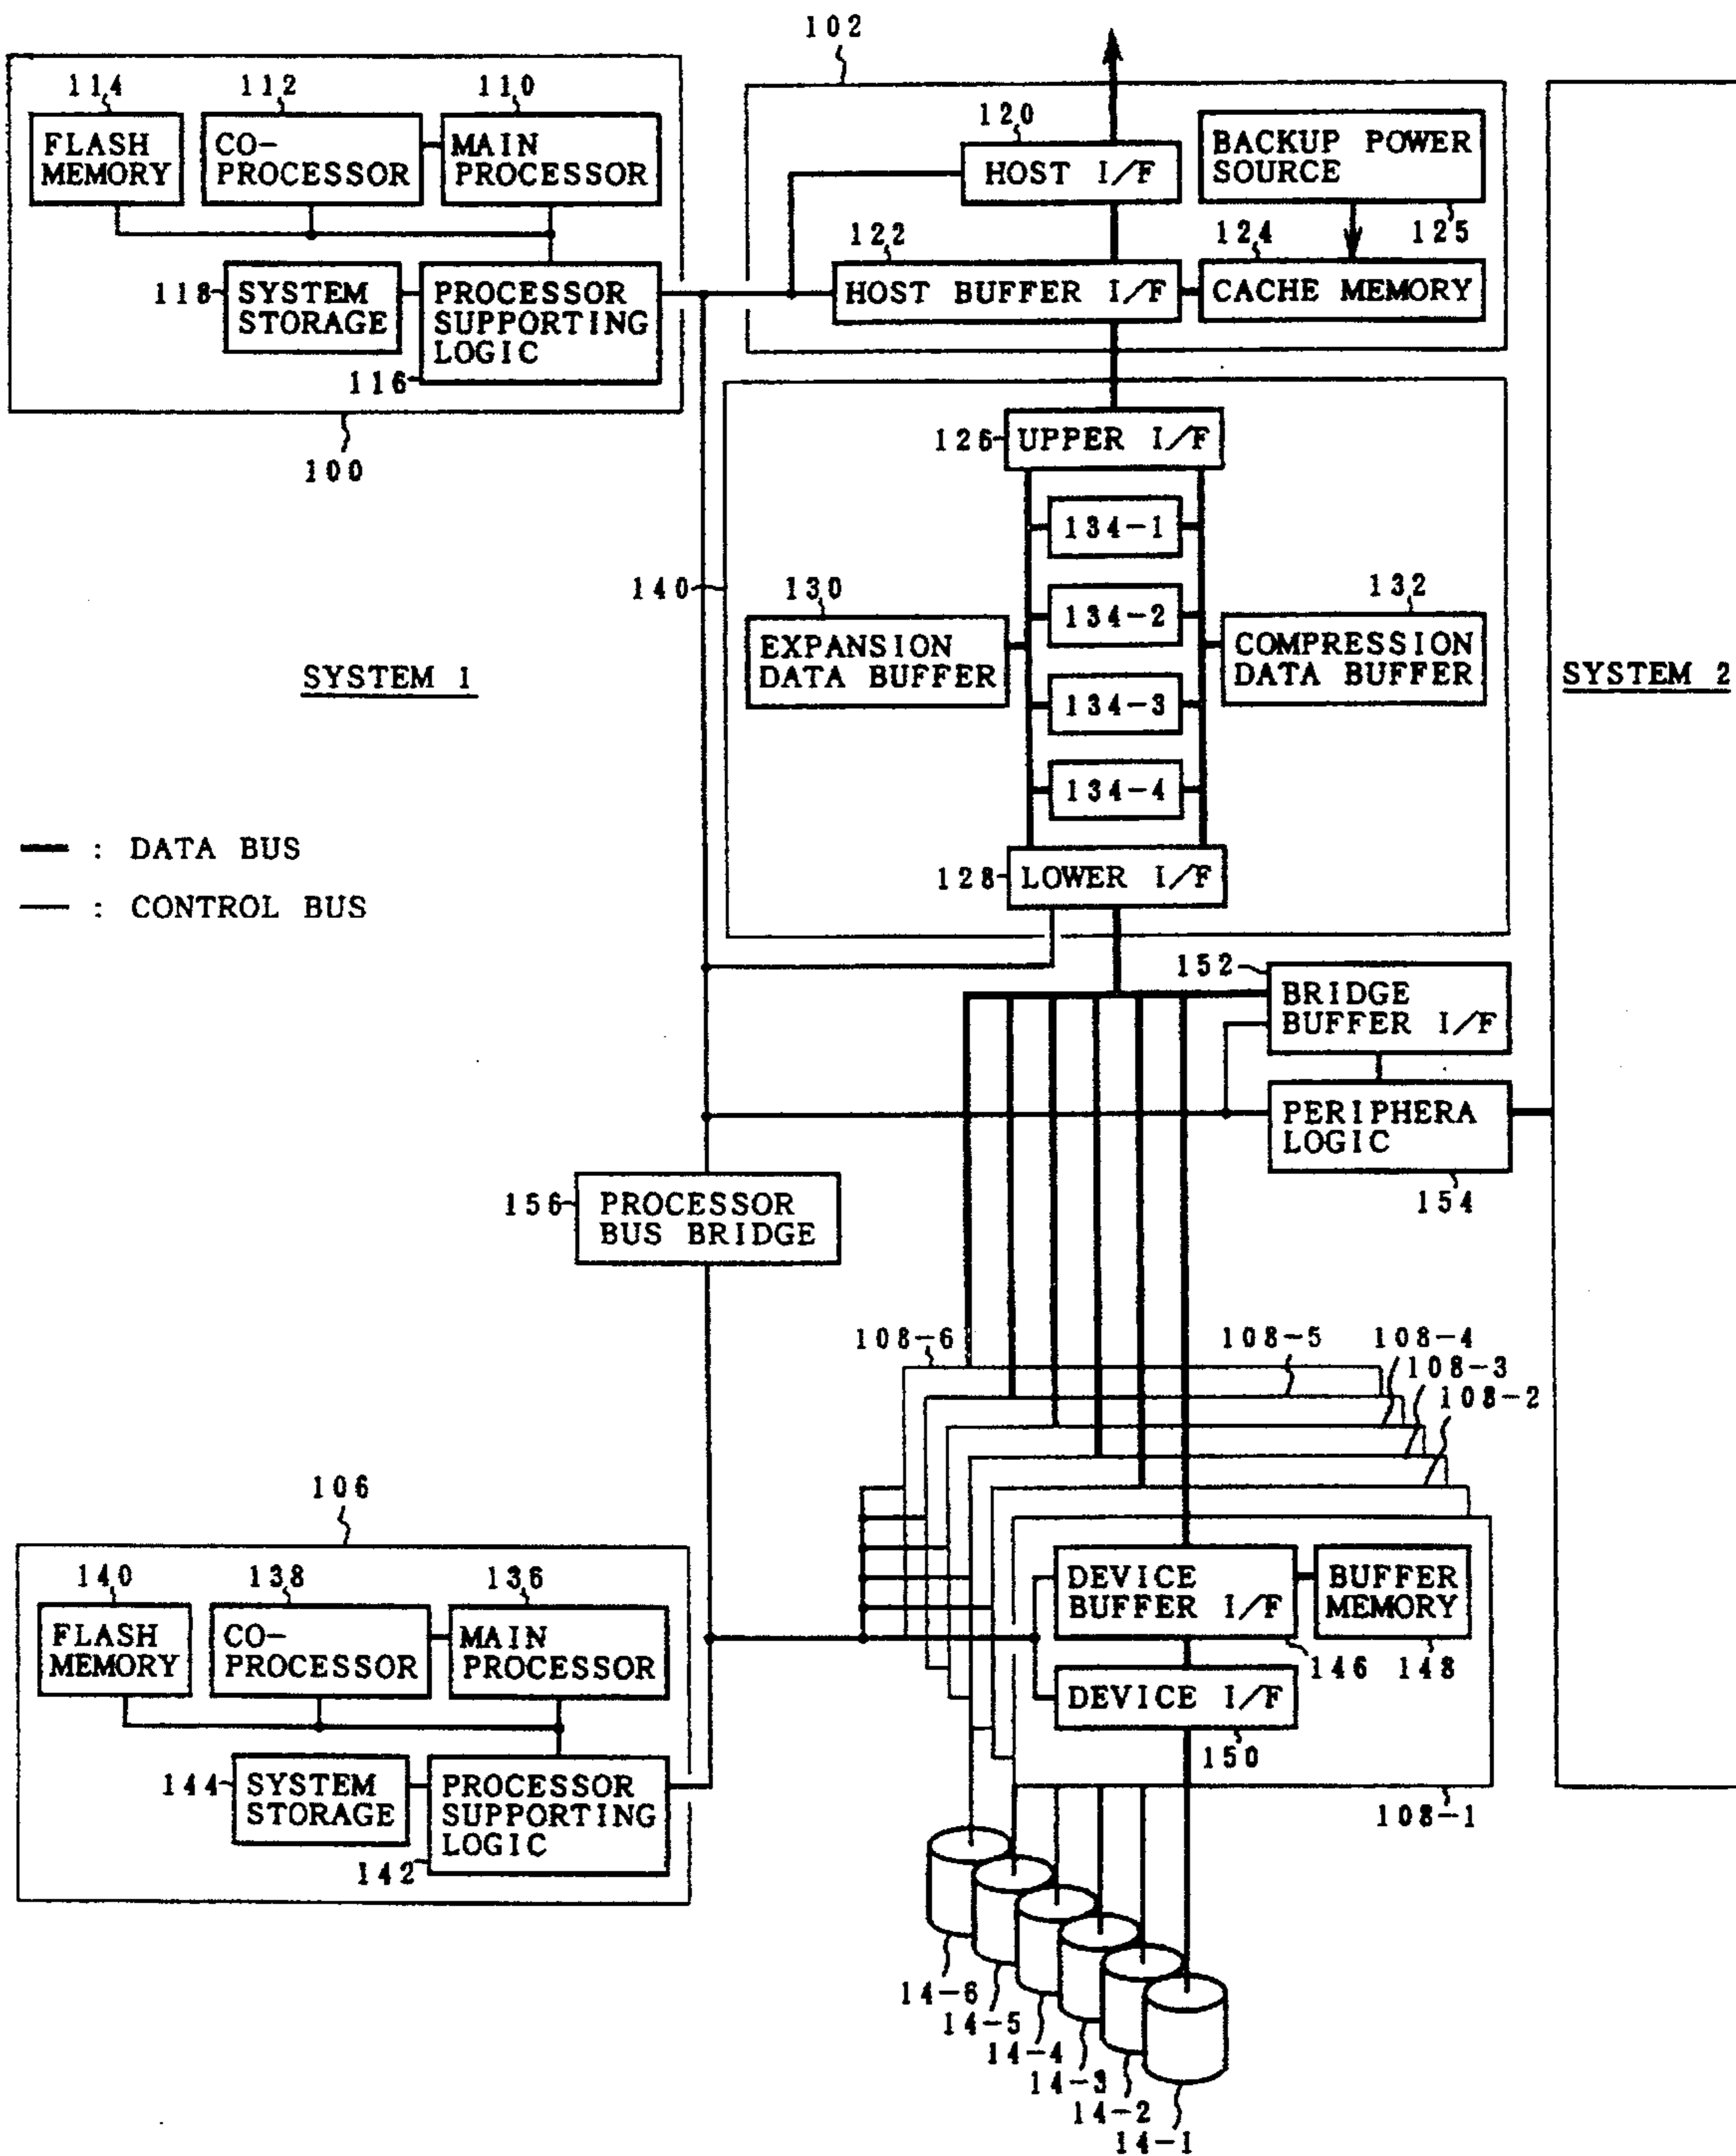 102
114
112
110
FLASH
MEMORY
CO-
PROCESSOR
MAIN
PROCESSOR
118
SYSTEM
STORAGE
PROCESSOR
SUPPORTING
LOGIC
116
100
120
HOST I/F
BACKUP POWER
SOURCE
125
122
124
HOST BUFFER I/F
CACHE MEMORY
126
UPPER I/F
134-1
134-2
134-3
134-4
140
130
EXPANSION
DATA BUFFER
132
COMPRESSION
DATA BUFFER
SYSTEM 1
SYSTEM 2
: DATA BUS
: CONTROL BUS
128
LOWER I/F
152
BRIDGE
BUFFER I/F
PERIPHERA
LOGIC
154
156
PROCESSOR
BUS BRIDGE
108-6
108-5
108-4
108-3
108-2
106
140
138
136
FLASH
MEMORY
CO-
PROCESSOR
MAIN
PROCESSOR
144
SYSTEM
STORAGE
PROCESSOR
SUPPORTING
LOGIC
142
DEVICE
BUFFER I/F
BUFFER
MEMORY
146
148
DEVICE I/F
150
108-1
14-6
14-5
14-4
14-3
14-2
14-1